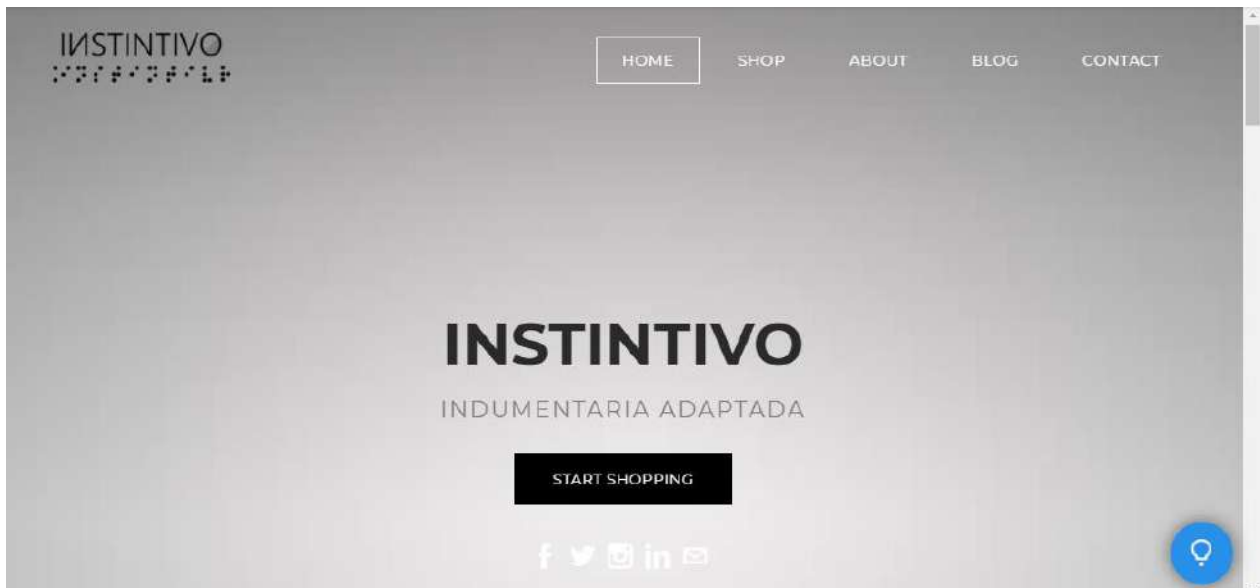 INSTINTIVO
HOME
SHOP
ABOUT
BLOG
CONTACT
INSTINTIVO
INDUMENTARIA ADAPTADA
START SHOPPING